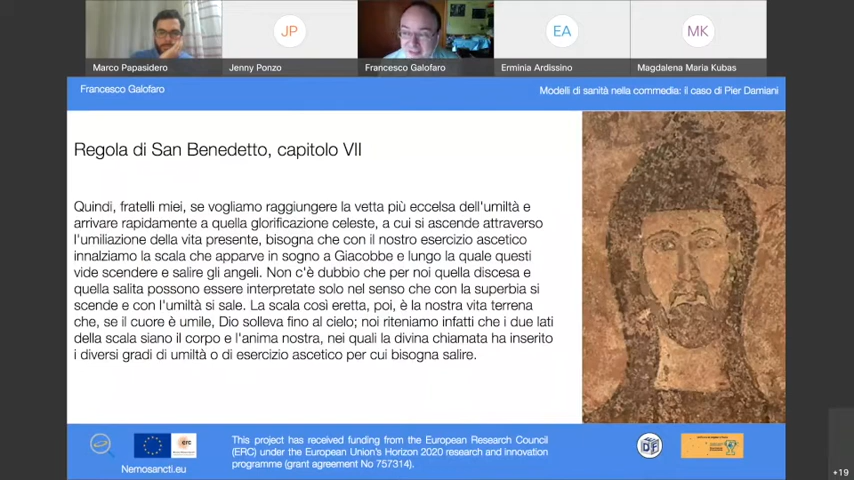 JP
EA
MK
Marco Papasidero
Jenny Ponzo
Francesco Galofaro
Erminia Ardissino
Magdalena Maria Kubas
Francesco Galofaro
Modelli di sanità nella commedia: il caso di Pier Damiani
Regola di San Benedetto, capitolo VII
Quindi, fratelli miei, se vogliamo raggiungere la vetta più eccelsa dell'umiltà e
arrivare rapidamente a quella glorificazione celeste, a cui si ascende attraverso
l'umiliazione della vita presente, bisogna che con il nostro esercizio ascetico
innalziamo la scala che apparve in sogno a Giacobbe e lungo la quale questi
vide scendere e salire gli angeli. Non c'è dubbio che per noi quella discesa e
quella salita possono essere interpretate solo nel senso che con la superbia si
scende e con l'umiltà si sale. La scala così eretta, poi, è la nostra vita terrena
che, se il cuore è umile, Dio solleva fino al cielo; noi riteniamo infatti che i due lati
della scala siano il corpo e l'anima nostra, nei quali la divina chiamata ha inserito
i diversi gradi di umiltà o di esercizio ascetico per cui bisogna salire.
erc
Nemosancti.eu
This project has received funding from the European Research Council
(ERC) under the European Union's Horizon 2020 research and innovation
programme (grant agreement No 757314).
+19